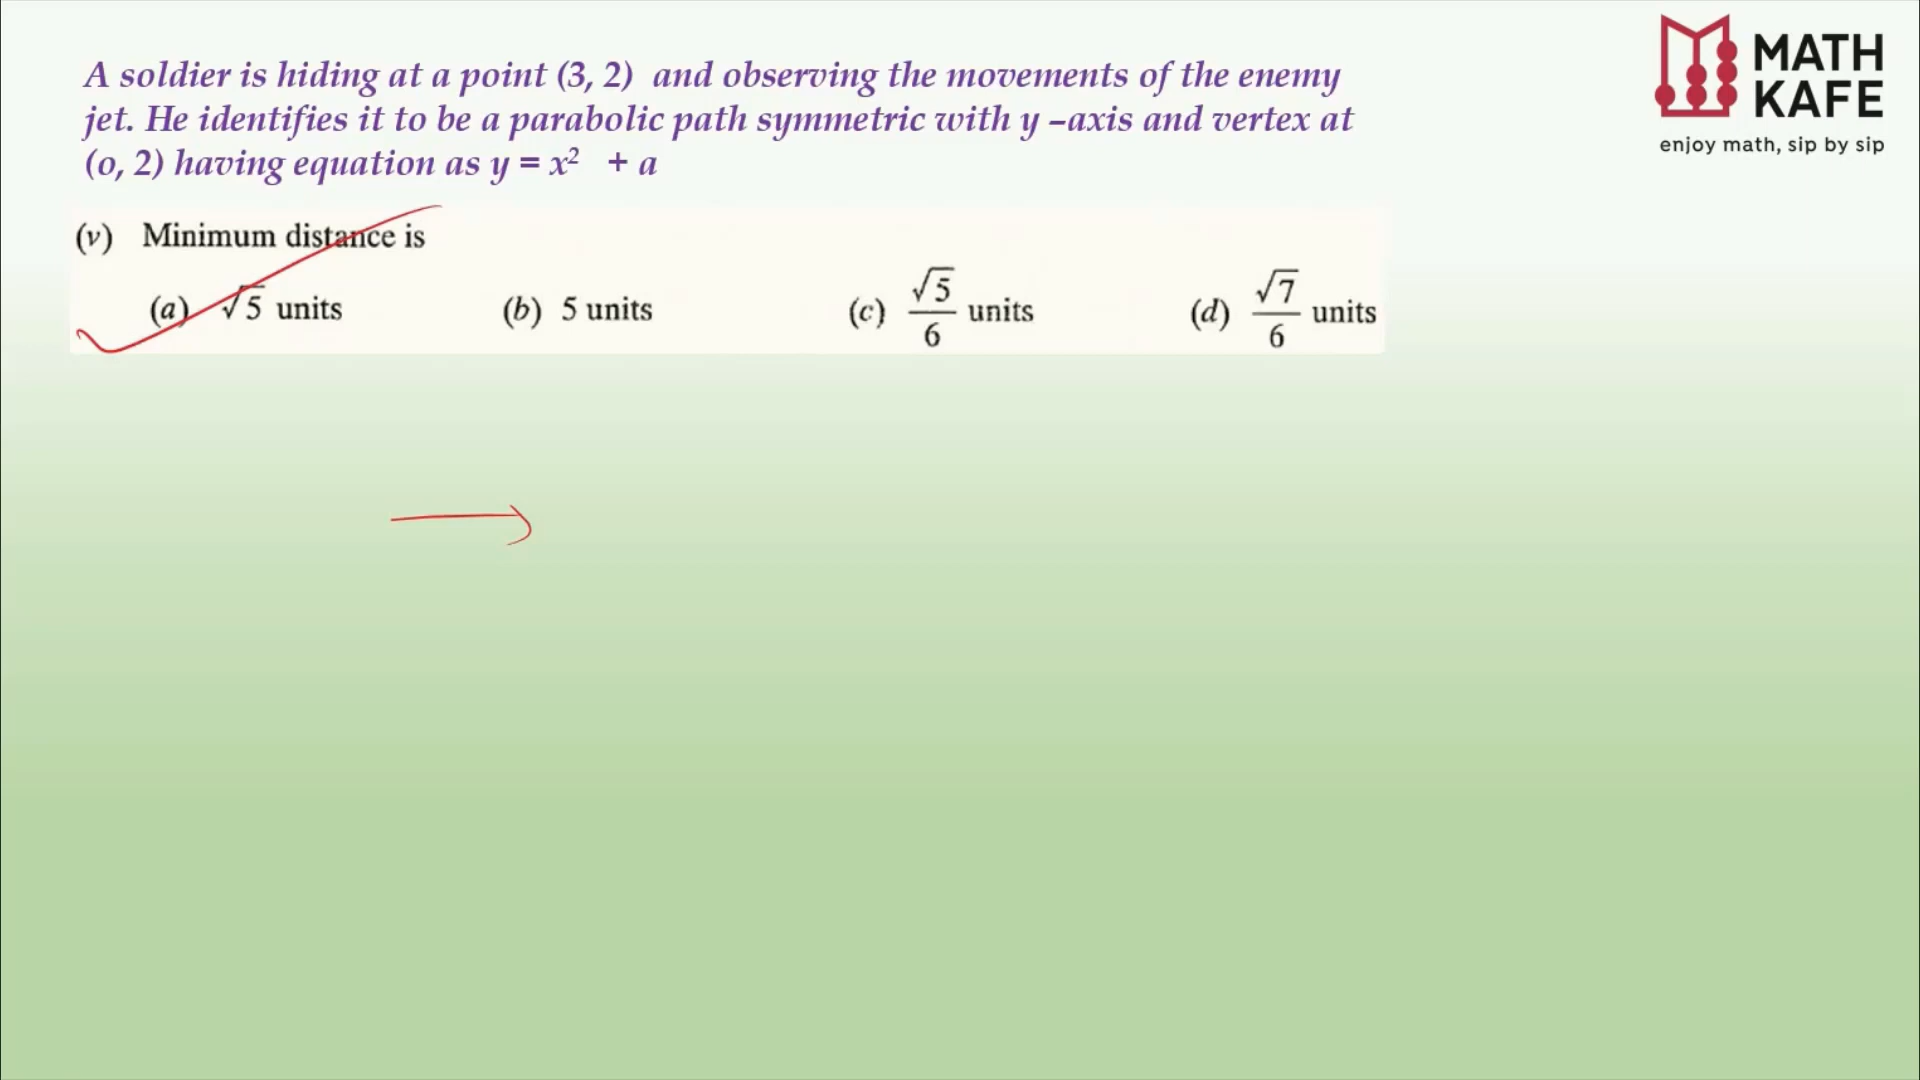 A soldier is hiding at a point (3, 2) and observing the movements of the enemy
jet. He identifies it to be a parabolic path symmetric with y –axis and vertex at
(0, 2) having equation as y = x² + a
(v) Minimum distance is
(a) √5 units (b) 5 units (c) √5/6 units (d) √7/6 units
MATH
KAFE
enjoy math, sip by sip